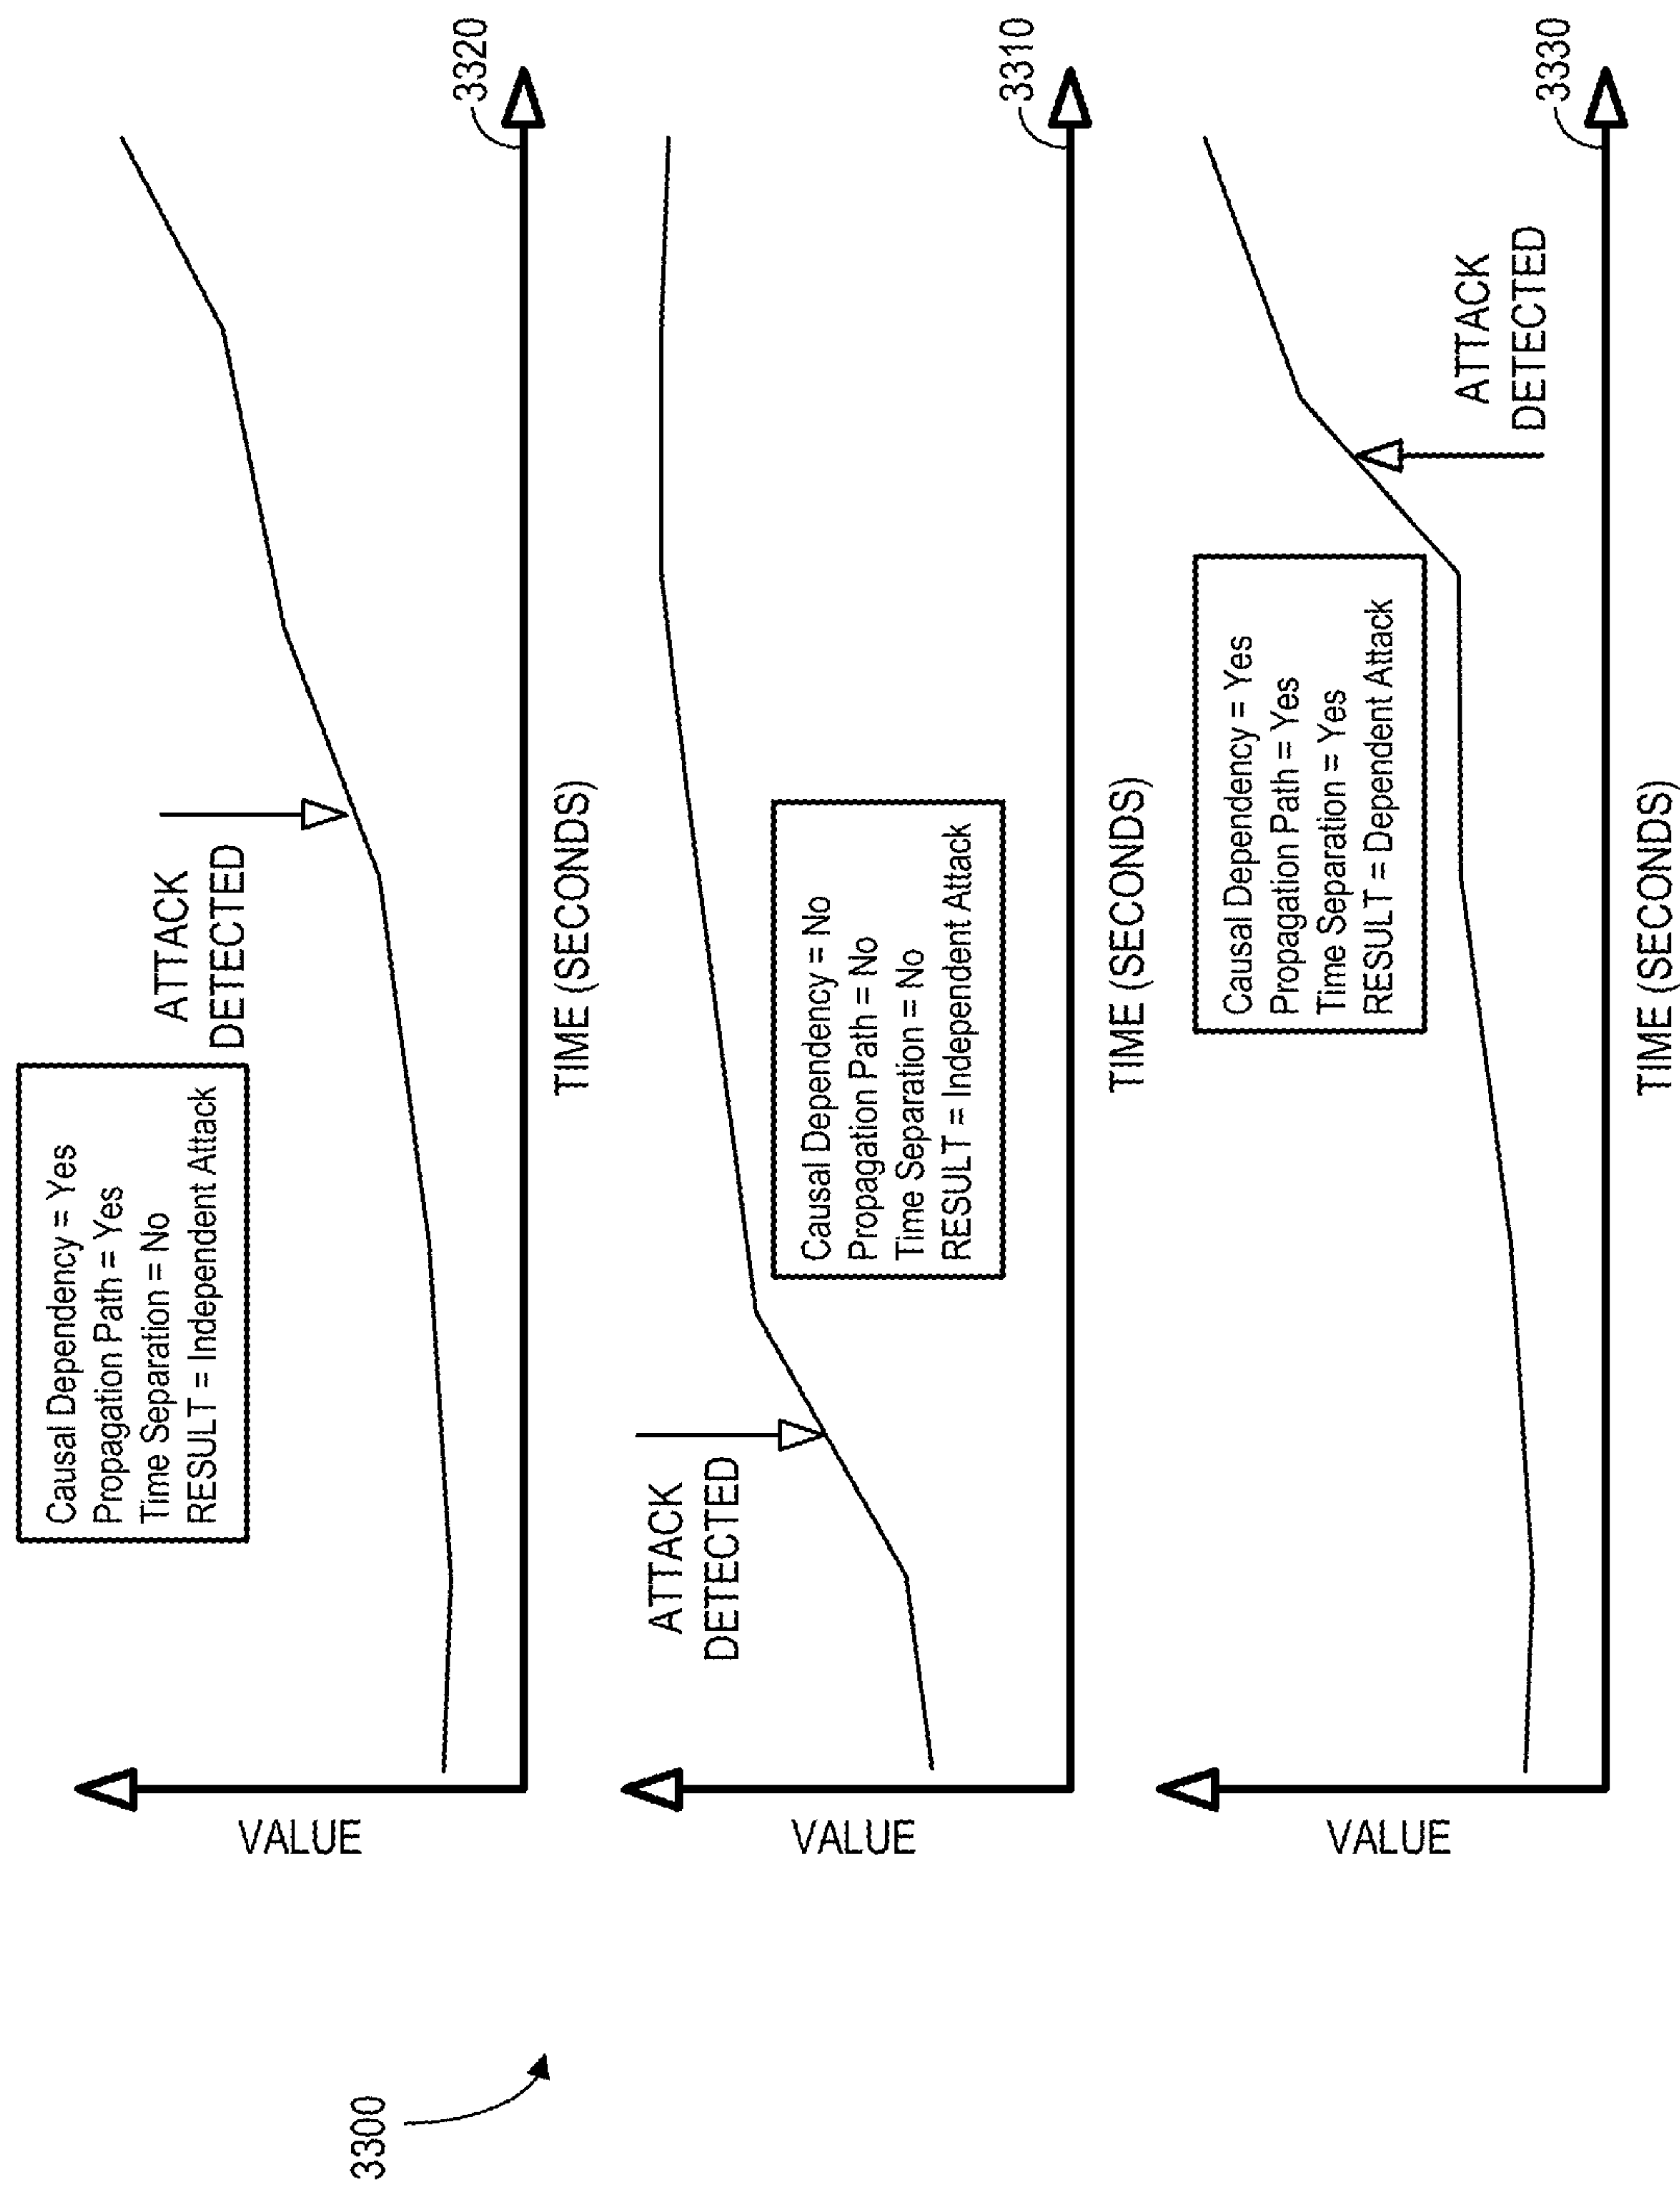 3300
VALUE
Causal Dependency = Yes
Propagation Path = Yes
Time Separation = No
RESULT = Independent Attack
ATTACK
DETECTED
3320
TIME (SECONDS)
VALUE
ATTACK
DETECTED
Causal Dependency = No
Propagation Path = No
Time Separation = No
RESULT = Independent Attack
3310
TIME (SECONDS)
VALUE
Causal Dependency = Yes
Propagation Path = Yes
Time Separation = Yes
RESULT = Dependent Attack
ATTACK
DETECTED
3330
TIME (SECONDS)